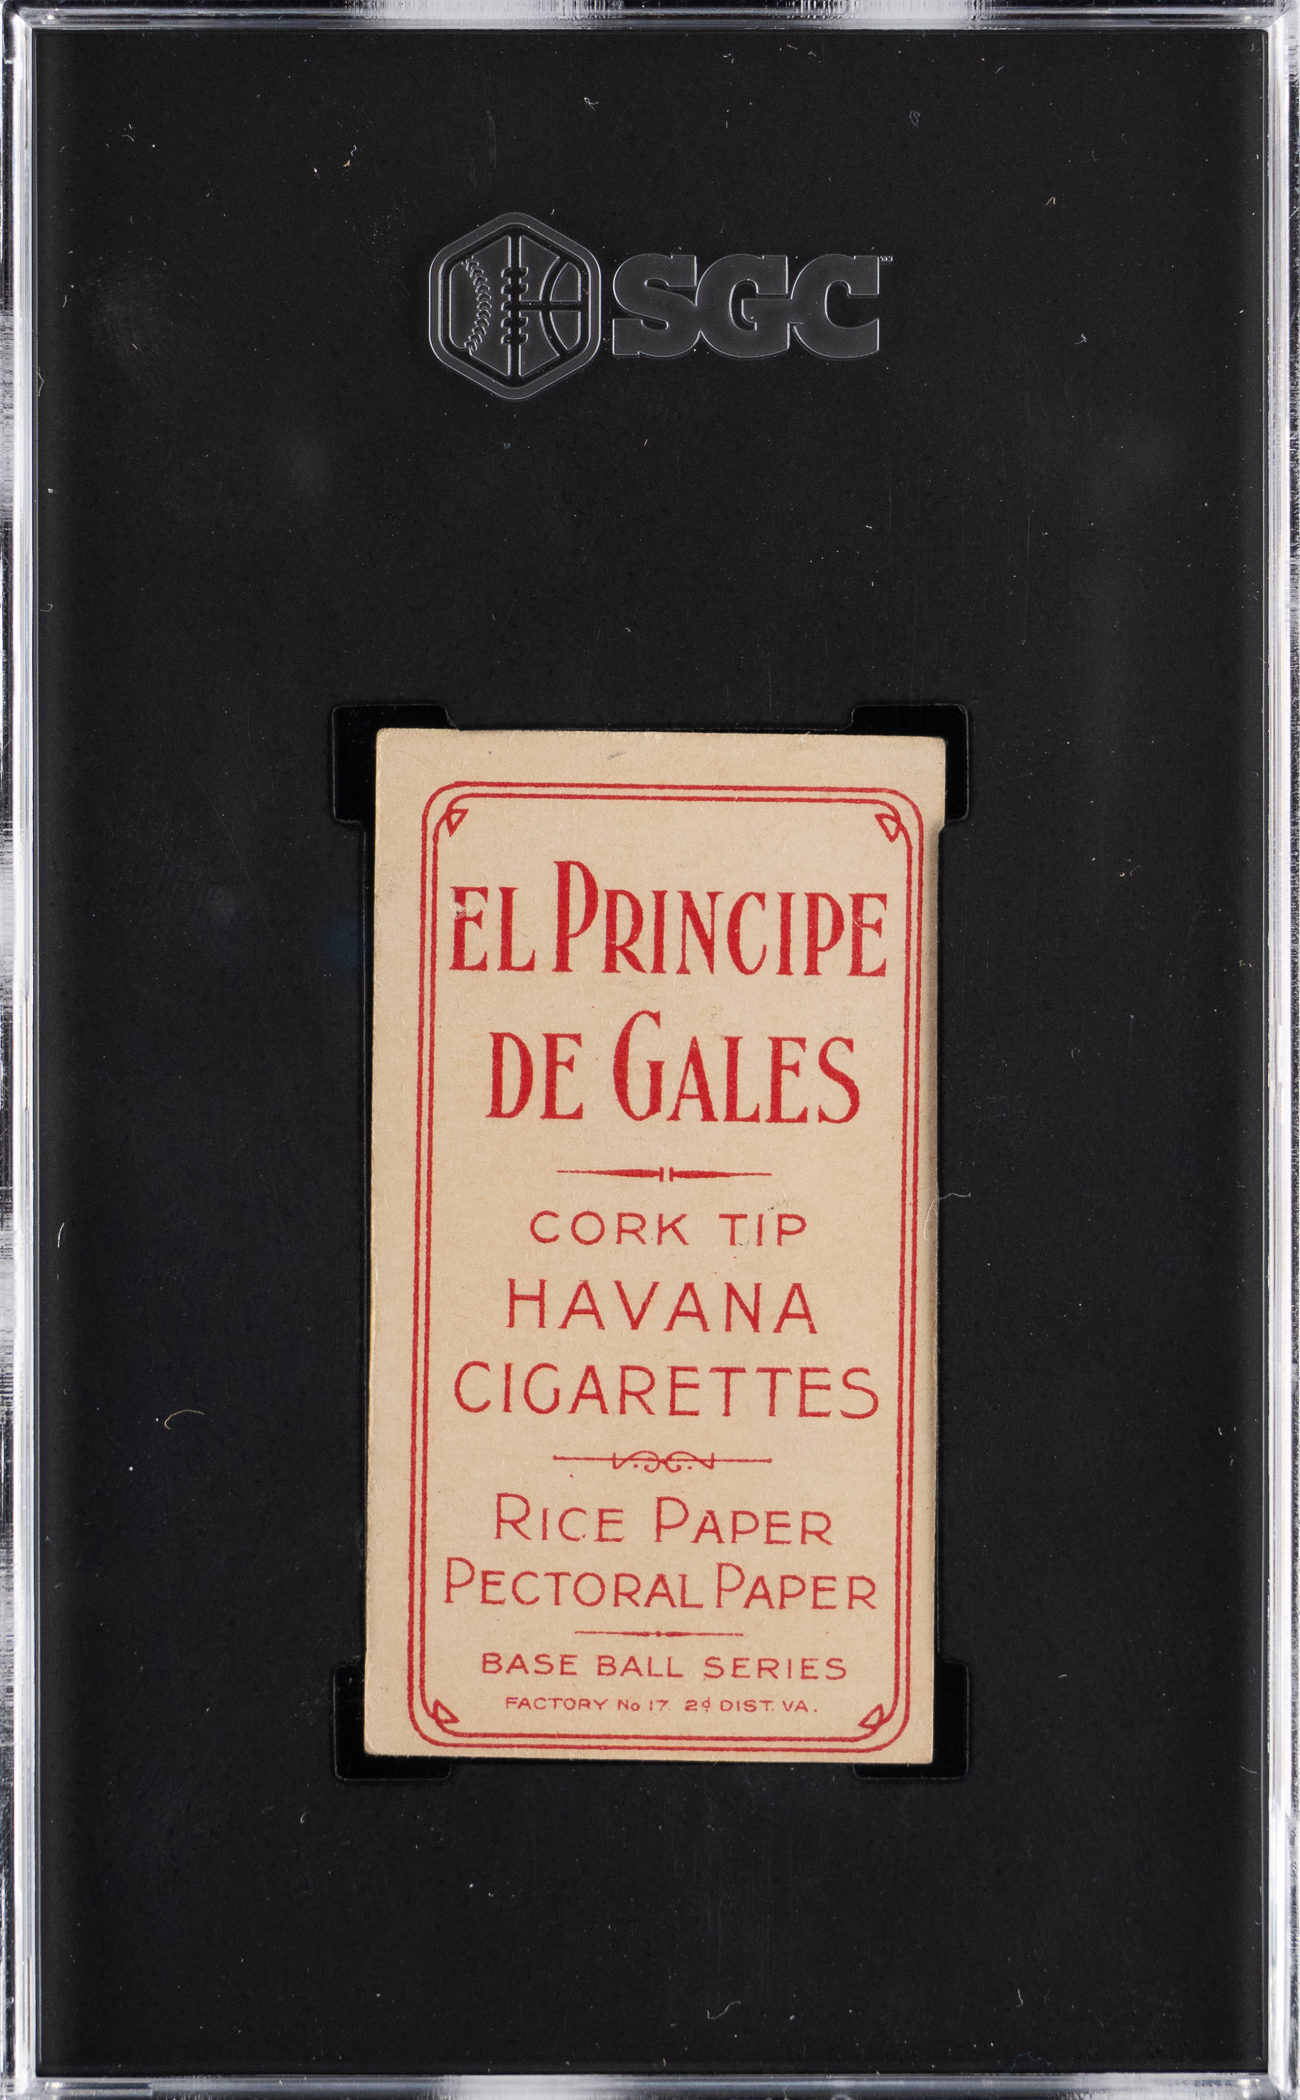 SGC™
EL PRINCIPE
DE GALES
CORK TIP
HAVANA
CIGARETTES
RICE PAPER
PECTORAL PAPER
BASE BALL SERIES
FACTORY No 17. 2d DIST. VA.